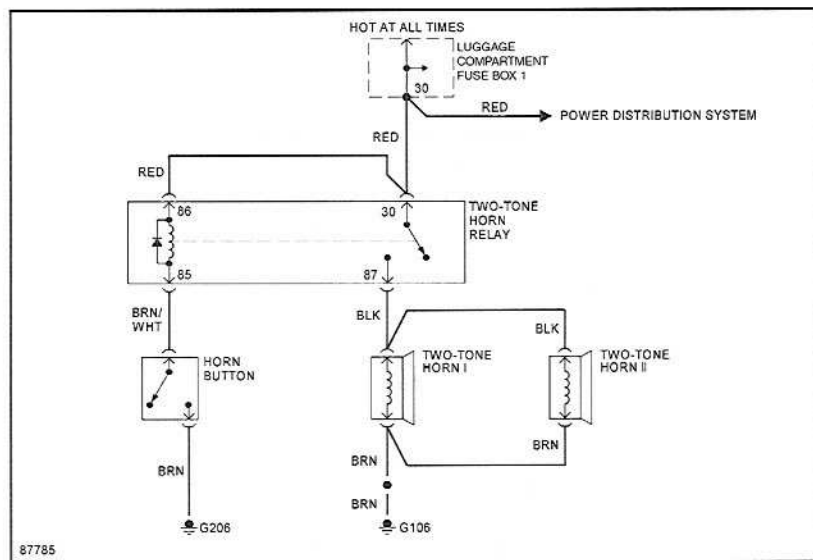 HOT AT ALL TIMES
LUGGAGE
COMPARTMENT
FUSE BOX 1
30
RED
POWER DISTRIBUTION SYSTEM
RED
RED
86
30
TWO-TONE
HORN
RELAY
85
87
BRN/
WHT
BLK
BLK
HORN
BUTTON
TWO-TONE
HORN I
TWO-TONE
HORN II
BRN
BRN
BRN
BRN
G206
G106
87785